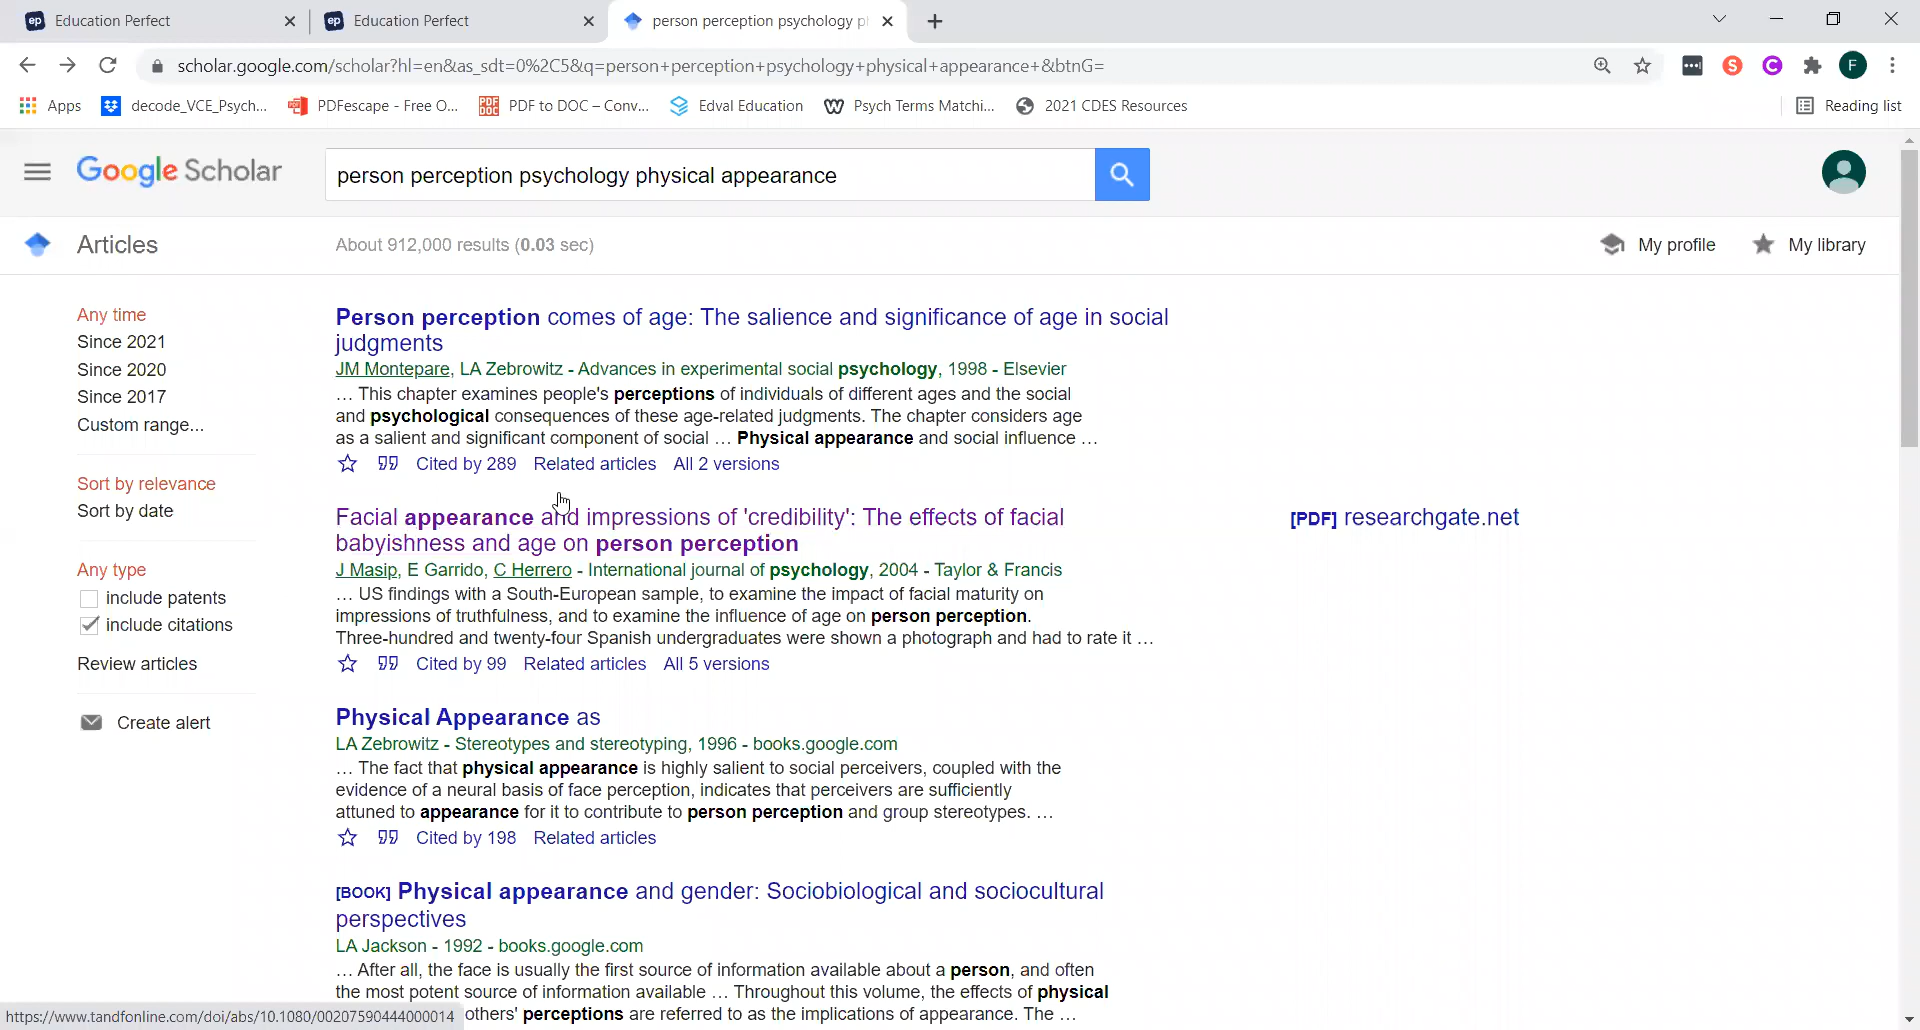 Education Perfect
Education Perfect
person perception psychology p
scholar.google.com/scholar?hl=en&as_sdt=0%2C5&q=person+perception+psychology+physical+appearance+&btnG=
F
Apps
decode_VCE_Psych...
PDFescape - Free O...
PDF to DOC – Conv...
Edval Education
Psych Terms Matchi...
2021 CDES Resources
Reading list
Google Scholar
person perception psychology physical appearance
Articles
About 912,000 results (0.03 sec)
My profile
My library
Any time
Since 2021
Since 2020
Since 2017
Custom range...
Sort by relevance
Sort by date
Any type
include patents
include citations
Review articles
Create alert
Person perception comes of age: The salience and significance of age in social
judgments
JM Montepare, LA Zebrowitz - Advances in experimental social psychology, 1998 - Elsevier
... This chapter examines people's perceptions of individuals of different ages and the social
and psychological consequences of these age-related judgments. The chapter considers age
as a salient and significant component of social ... Physical appearance and social influence ...
Cited by 289 Related articles All 2 versions
Facial appearance and impressions of 'credibility': The effects of facial
babyishness and age on person perception
J Masip, E Garrido, C Herrero - International journal of psychology, 2004 - Taylor & Francis
... US findings with a South-European sample, to examine the impact of facial maturity on
impressions of truthfulness, and to examine the influence of age on person perception.
Three-hundred and twenty-four Spanish undergraduates were shown a photograph and had to rate it ...
Cited by 99 Related articles All 5 versions
[PDF] researchgate.net
Physical Appearance as
LA Zebrowitz - Stereotypes and stereotyping, 1996 - books.google.com
... The fact that physical appearance is highly salient to social perceivers, coupled with the
evidence of a neural basis of face perception, indicates that perceivers are sufficiently
attuned to appearance for it to contribute to person perception and group stereotypes. ...
Cited by 198 Related articles
[BOOK] Physical appearance and gender: Sociobiological and sociocultural
perspectives
LA Jackson - 1992 - books.google.com
... After all, the face is usually the first source of information available about a person, and often
the most potent source of information available ... Throughout this volume, the effects of physical
others' perceptions are referred to as the implications of appearance. The ...
https://www.tandfonline.com/doi/abs/10.1080/00207590444000014